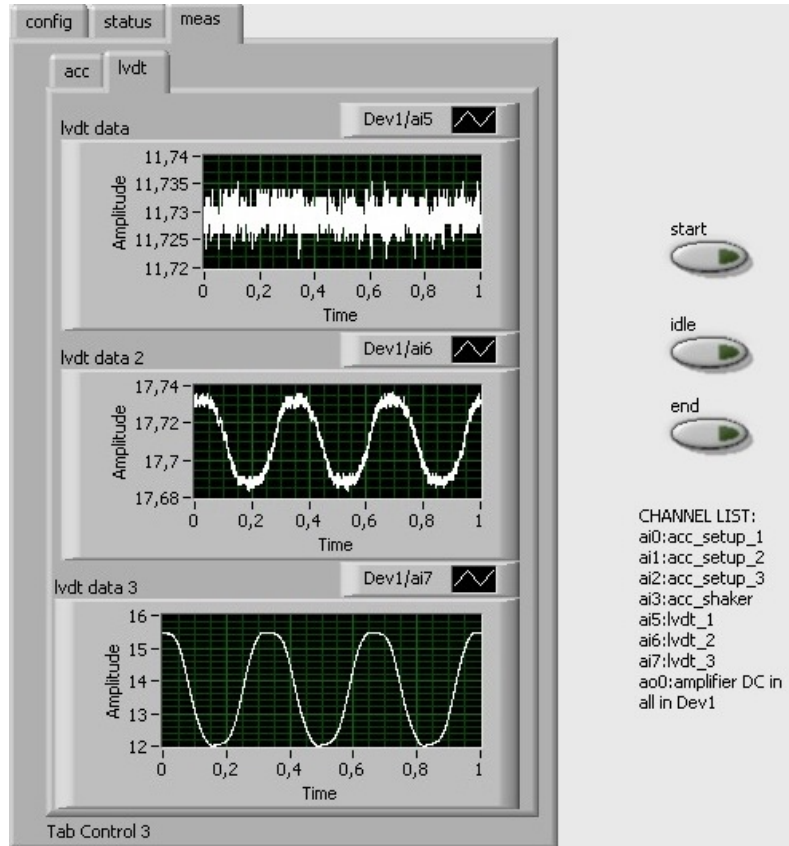 config status meas
acc lvdt
lvdt data Dev1/ai5
11,74
11,735
11,73
11,725
11,72
Amplitude
0 0,2 0,4 0,6 0,8 1
Time
lvdt data 2 Dev1/ai6
17,74
17,72
17,7
17,68
Amplitude
0 0,2 0,4 0,6 0,8 1
Time
lvdt data 3 Dev1/ai7
16
15
14
13
12
Amplitude
0 0,2 0,4 0,6 0,8 1
Time
Tab Control 3
start
idle
end
CHANNEL LIST:
ai0:acc_setup_1
ai1:acc_setup_2
ai2:acc_setup_3
ai3:acc_shaker
ai5:lvdt_1
ai6:lvdt_2
ai7:lvdt_3
ao0:amplifier DC in
all in Dev1